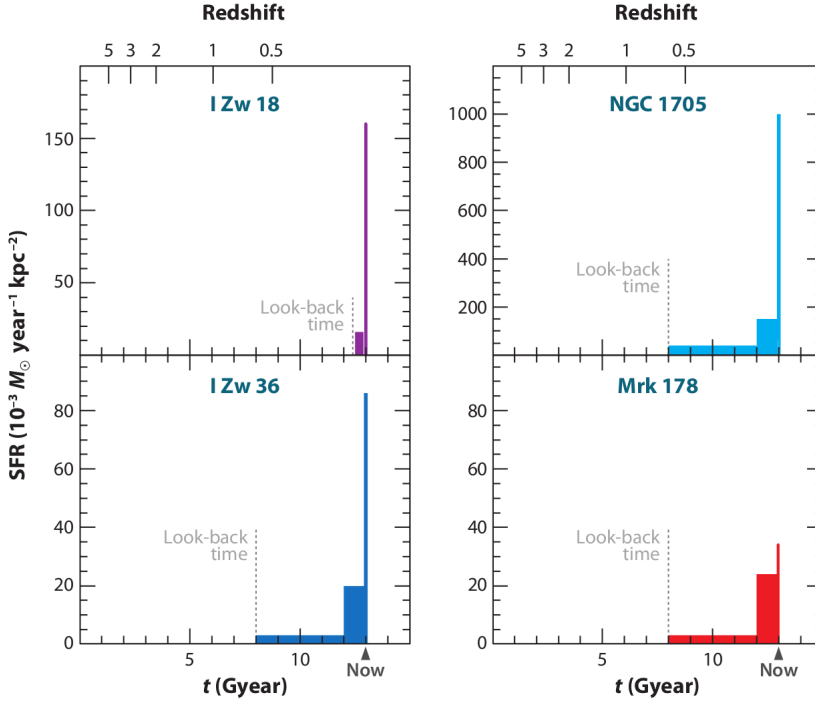 Redshift
Redshift
5 3 2 1 0.5
5 3 2 1 0.5
I Zw 18
150
100
50
Look-back
time
NGC 1705
1000
800
600
400
200
Look-back
time
SFR (10⁻³ M☉ year⁻¹ kpc⁻²)
I Zw 36
80
60
40
20
0
Look-back
time
5 10
Now
t (Gyear)
Mrk 178
80
60
40
20
0
Look-back
time
5 10
Now
t (Gyear)